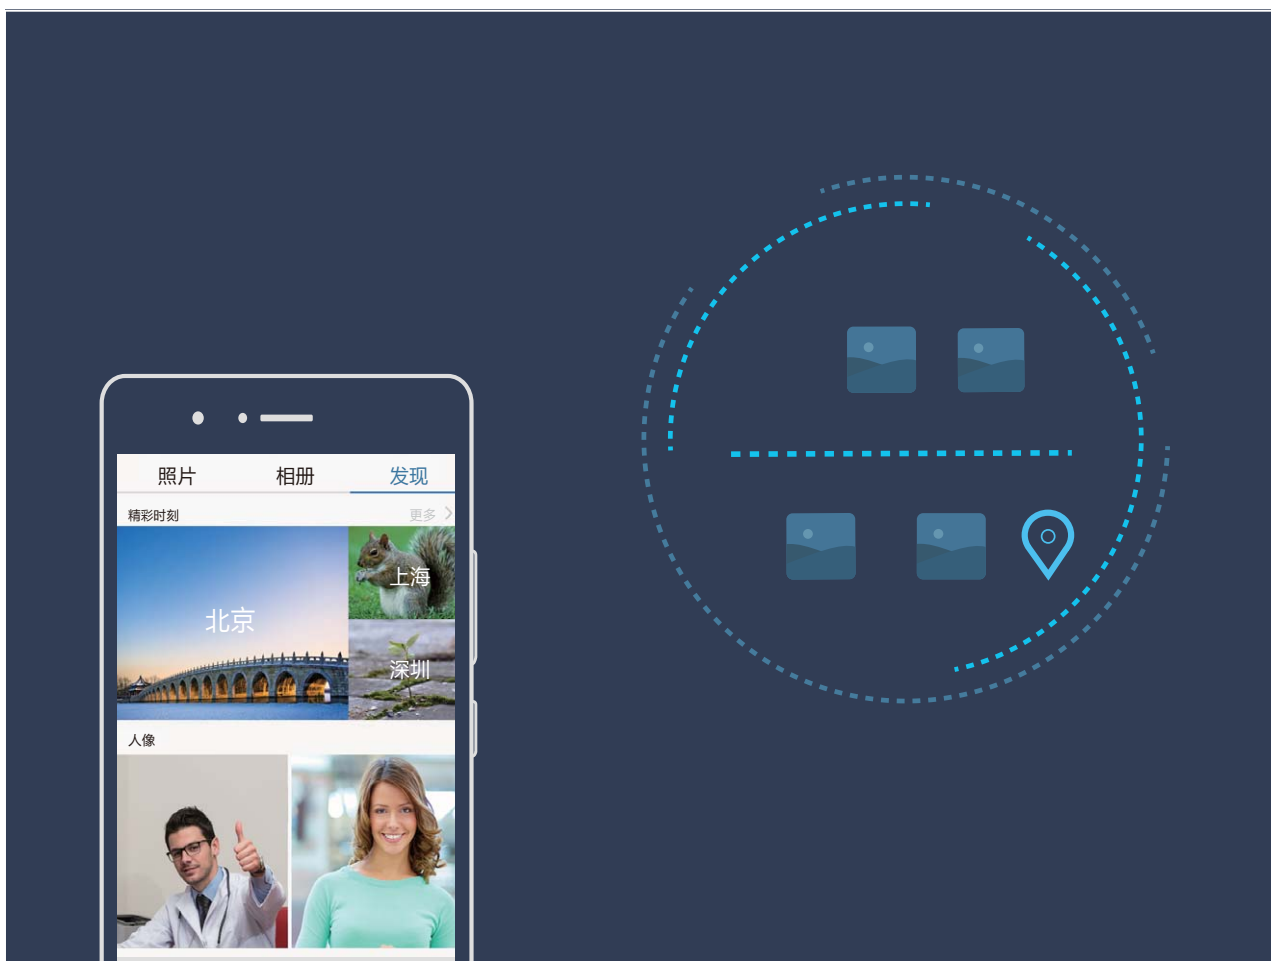 照片 相册 发现
精彩时刻 更多
北京
上海
深圳
人像